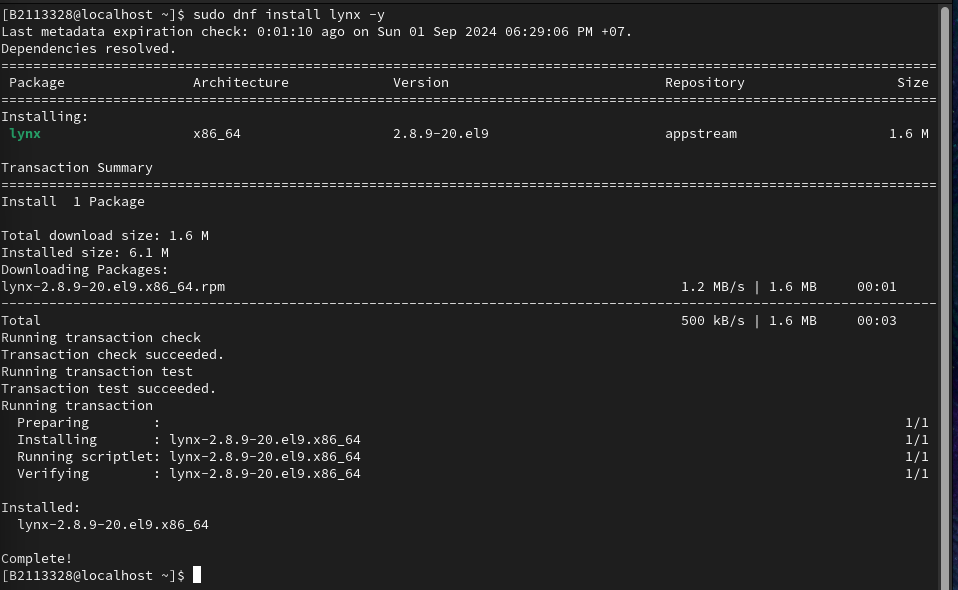 [B2113328@localhost ~]$ sudo dnf install lynx -y
Last metadata expiration check: 0:01:10 ago on Sun 01 Sep 2024 06:29:06 PM +07.
Dependencies resolved.
================================================================================
Package Architecture Version Repository Size
================================================================================
Installing:
lynx x86_64 2.8.9-20.el9 appstream 1.6 M
Transaction Summary
================================================================================
Install 1 Package
Total download size: 1.6 M
Installed size: 6.1 M
Downloading Packages:
lynx-2.8.9-20.el9.x86_64.rpm 1.2 MB/s | 1.6 MB 00:01
--------------------------------------------------------------------------------
Total 500 kB/s | 1.6 MB 00:03
Running transaction check
Transaction check succeeded.
Running transaction test
Transaction test succeeded.
Running transaction
Preparing : 1/1
Installing : lynx-2.8.9-20.el9.x86_64 1/1
Running scriptlet: lynx-2.8.9-20.el9.x86_64 1/1
Verifying : lynx-2.8.9-20.el9.x86_64 1/1
Installed:
lynx-2.8.9-20.el9.x86_64
Complete!
[B2113328@localhost ~]$